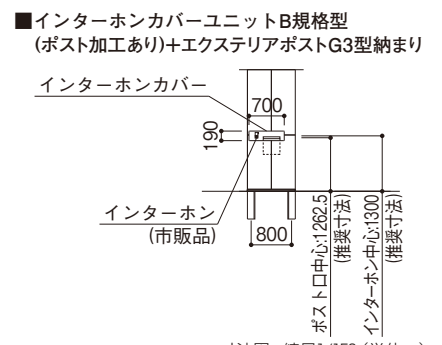 ■インターホンカバーユニットB規格型
(ポスト加工あり)+エクステリアポストG3型納まり
インターホンカバー
700
190
インターホン
(市販品)
800
ポスト口中心:1262.5
(推奨寸法)
インターホン中心:1300
(推奨寸法)